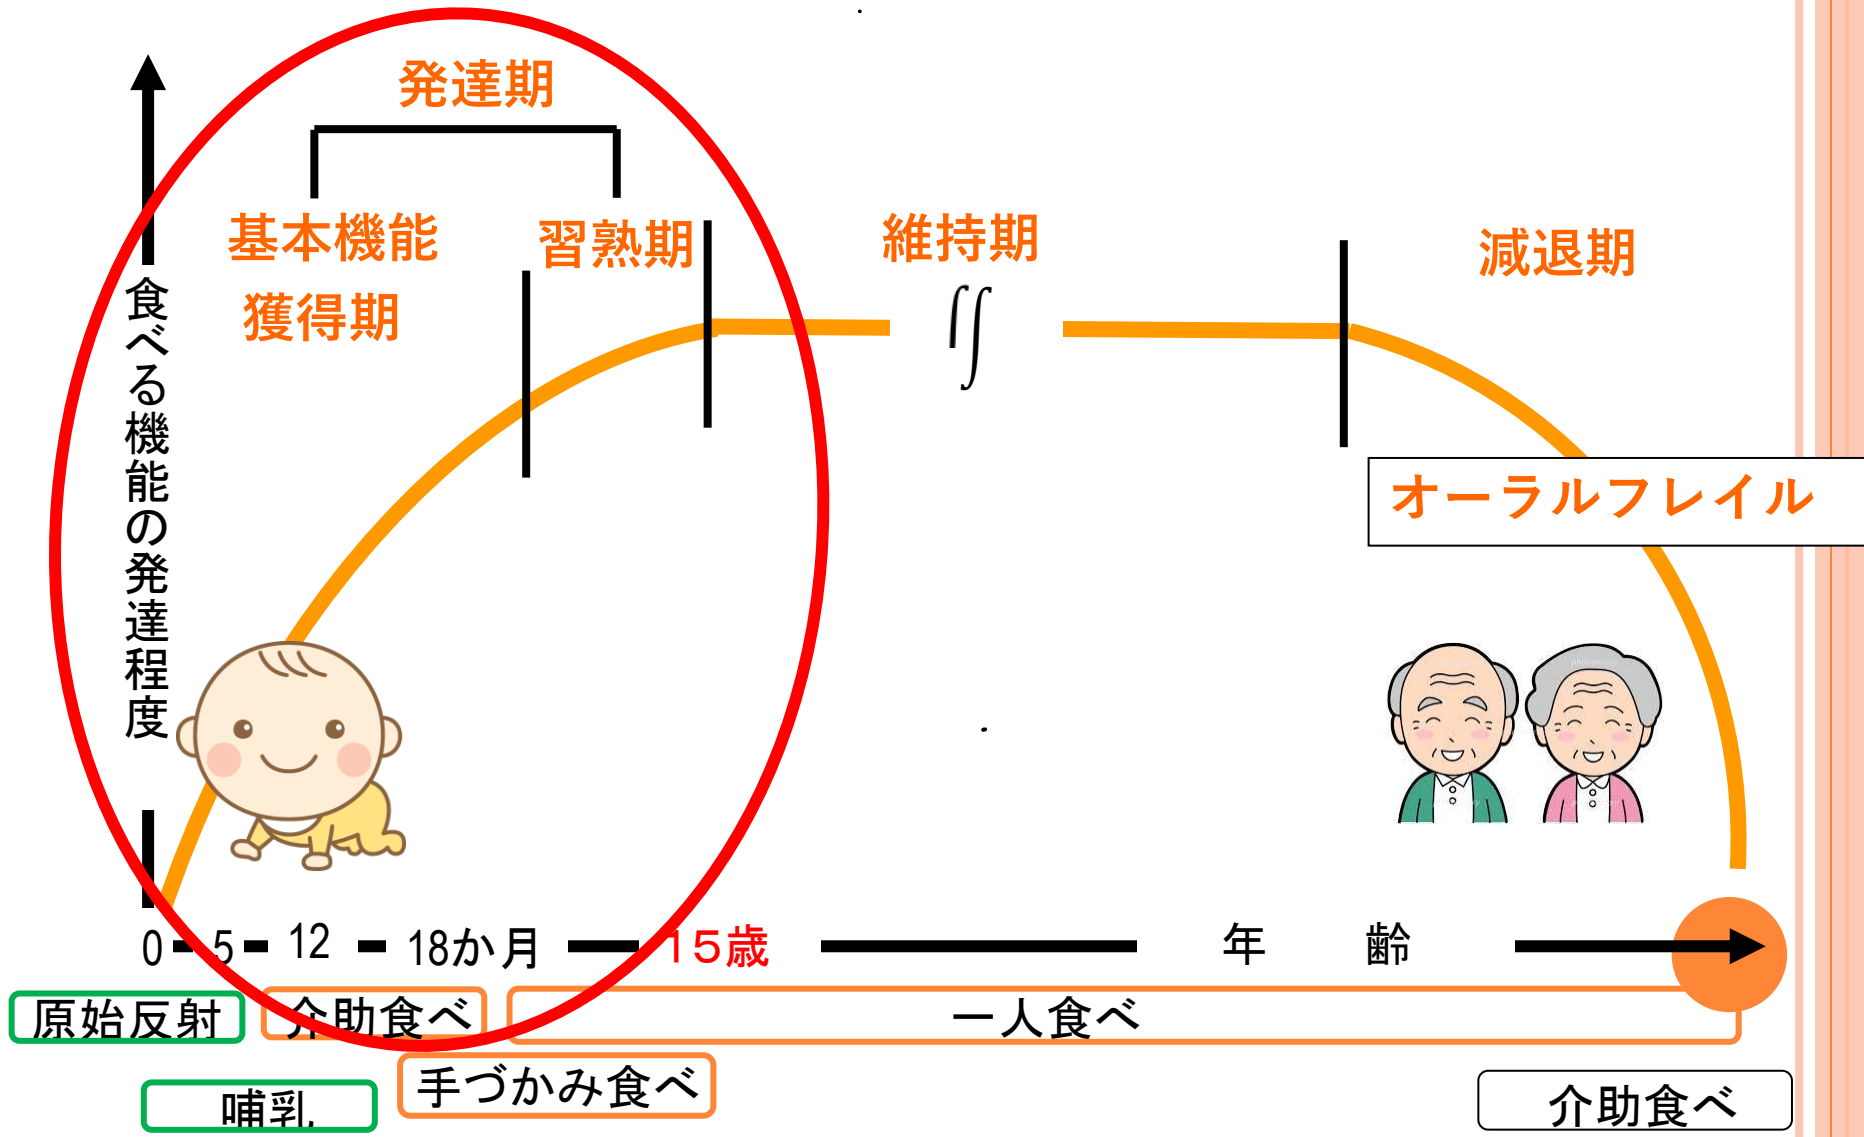 発達期
基本機能
獲得期
習熟期
維持期
減退期
食べる機能の発達程度
オーラルフレイル
0
5
12
18か月
15歳
年 齢
原始反射
介助食べ
一人食べ
手づかみ食べ
哺乳
介助食べ